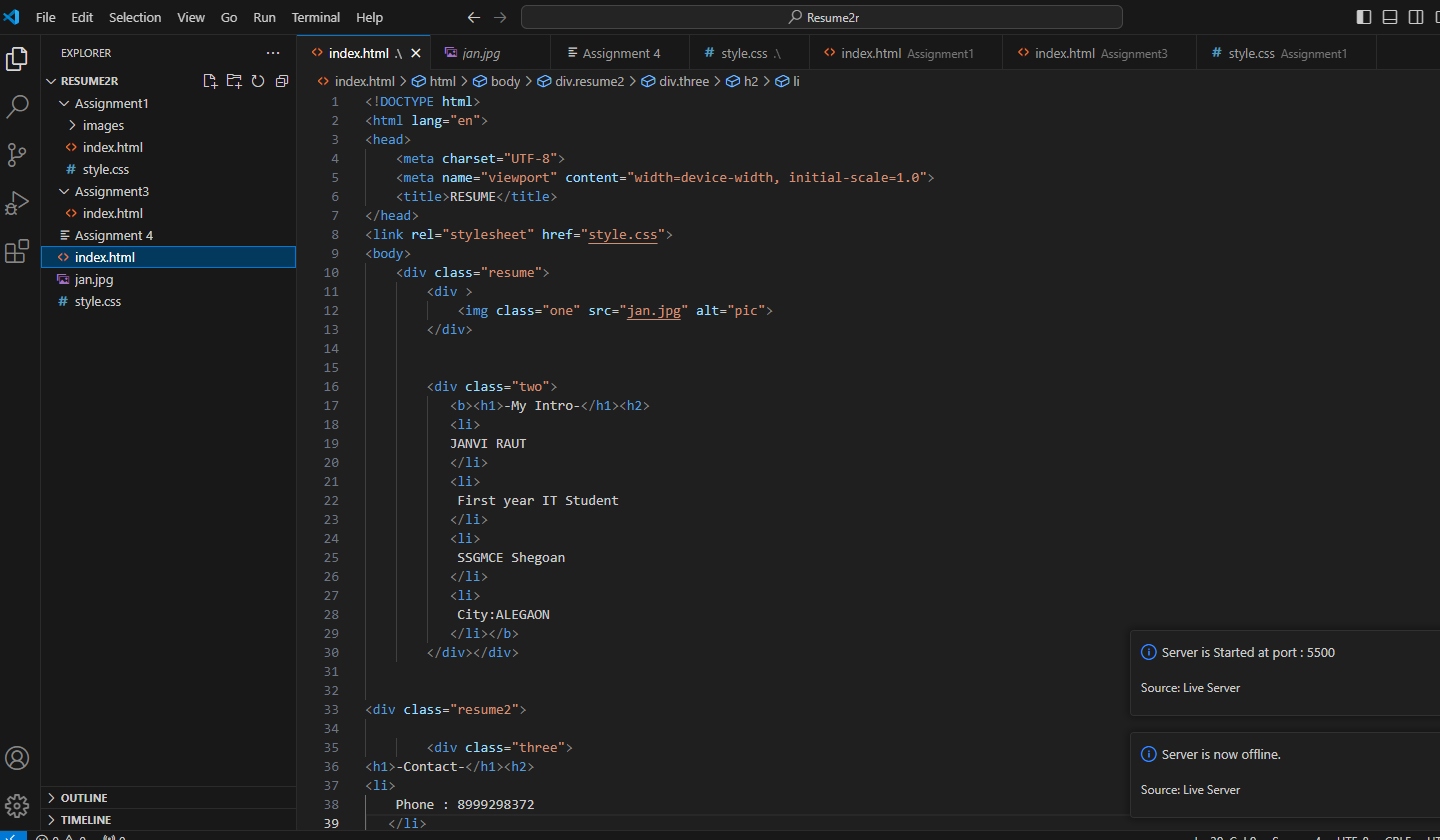 File Edit Selection View Go Run Terminal Help
Resume2r
EXPLORER
RESUME2R
Assignment1
images
index.html
style.css
Assignment3
index.html
Assignment 4
index.html
jan.jpg
style.css
OUTLINE
TIMELINE
index.html .\ jan.jpg Assignment 4 style.css .\ index.html Assignment1 index.html Assignment3 style.css Assignment1
index.html > html > body > div.resume2 > div.three > h2 > li
1 <!DOCTYPE html>
2 <html lang="en">
3 <head>
4 <meta charset="UTF-8">
5 <meta name="viewport" content="width=device-width, initial-scale=1.0">
6 <title>RESUME</title>
7 </head>
8 <link rel="stylesheet" href="style.css">
9 <body>
10 <div class="resume">
11 <div >
12 <img class="one" src="jan.jpg" alt="pic">
13 </div>
14
15
16 <div class="two">
17 <b><h1>-My Intro-</h1><h2>
18 <li>
19 JANVI RAUT
20 </li>
21 <li>
22 First year IT Student
23 </li>
24 <li>
25 SSGMCE Shegoan
26 </li>
27 <li>
28 City:ALEGAON
29 </li></b>
30 </div></div>
31
32
33 <div class="resume2">
34
35 <div class="three">
36 <h1>-Contact-</h1><h2>
37 <li>
38 Phone : 8999298372
39 </li>
Server is Started at port : 5500
Source: Live Server
Server is now offline.
Source: Live Server